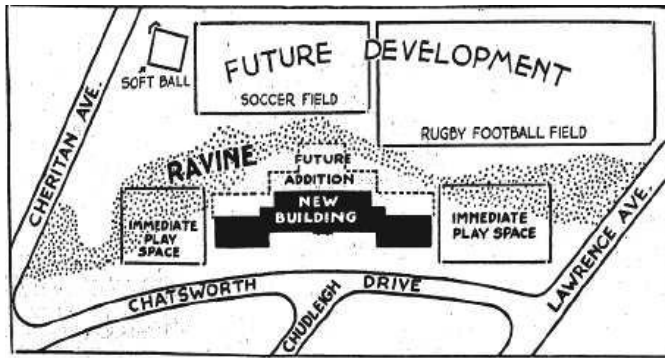 FUTURE DEVELOPMENT
SOFT BALL
SOCCER FIELD
RUGBY FOOTBALL FIELD
CHERITAN AVE.
RAVINE
FUTURE
ADDITION
NEW
BUILDING
IMMEDIATE
PLAY
SPACE
IMMEDIATE
PLAY SPACE
LAWRENCE AVE.
CHATSWORTH DRIVE
CHUDLEIGH